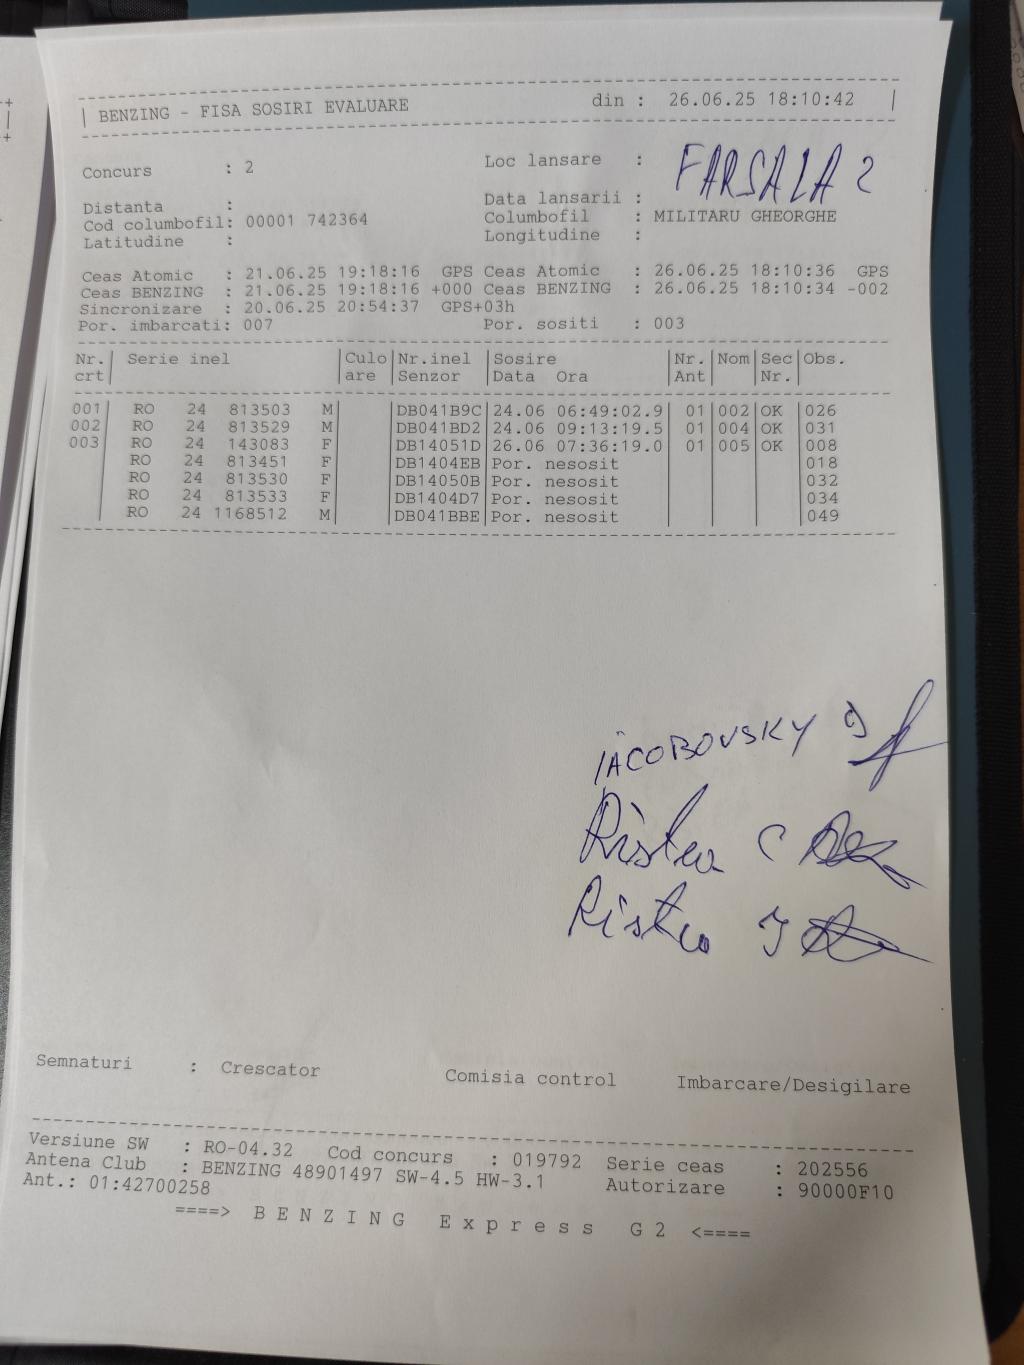 BENZING - FISA SOSIRI EVALUARE din : 26.06.25 18:10:42
Concurs : 2 Loc lansare : FARSALA 2
Distanta : Data lansarii :
Cod columbofil: 00001 742364 Columbofil : MILITARU GHEORGHE
Latitudine : Longitudine :
Ceas Atomic : 21.06.25 19:18:16 GPS Ceas Atomic : 26.06.25 18:10:36 GPS
Ceas BENZING : 21.06.25 19:18:16 +000 Ceas BENZING : 26.06.25 18:10:34 -002
Sincronizare : 20.06.25 20:54:37 GPS+03h
Por. imbarcati: 007 Por. sositi : 003
Nr. | Serie inel | Culo | Nr.inel | Sosire | Nr. | Nom | Sec | Obs.
crt | | are | Senzor | Data Ora | Ant | | Nr. |
001 RO 24 813503 M | | DB041B9C | 24.06 06:49:02.9 | 01 | 002 | OK | 026
002 RO 24 813529 M | | DB041BD2 | 24.06 09:13:19.5 | 01 | 004 | OK | 031
003 RO 24 143083 F | | DB14051D | 26.06 07:36:19.0 | 01 | 005 | OK | 008
RO 24 813451 F | | DB1404EB | Por. nesosit | | | | 018
RO 24 813530 F | | DB14050B | Por. nesosit | | | | 032
RO 24 813533 F | | DB1404D7 | Por. nesosit | | | | 034
RO 24 1168512 M | | DB041BBE | Por. nesosit | | | | 049
IACOBOVSKY
Ristea C
Ristea I
Semnaturi : Crescator Comisia control Imbarcare/Desigilare
Versiune SW : RO-04.32 Cod concurs : 019792 Serie ceas : 202556
Antena Club : BENZING 48901497 SW-4.5 HW-3.1 Autorizare : 90000F10
Ant.: 01:42700258
====> B E N Z I N G E x p r e s s G 2 <====